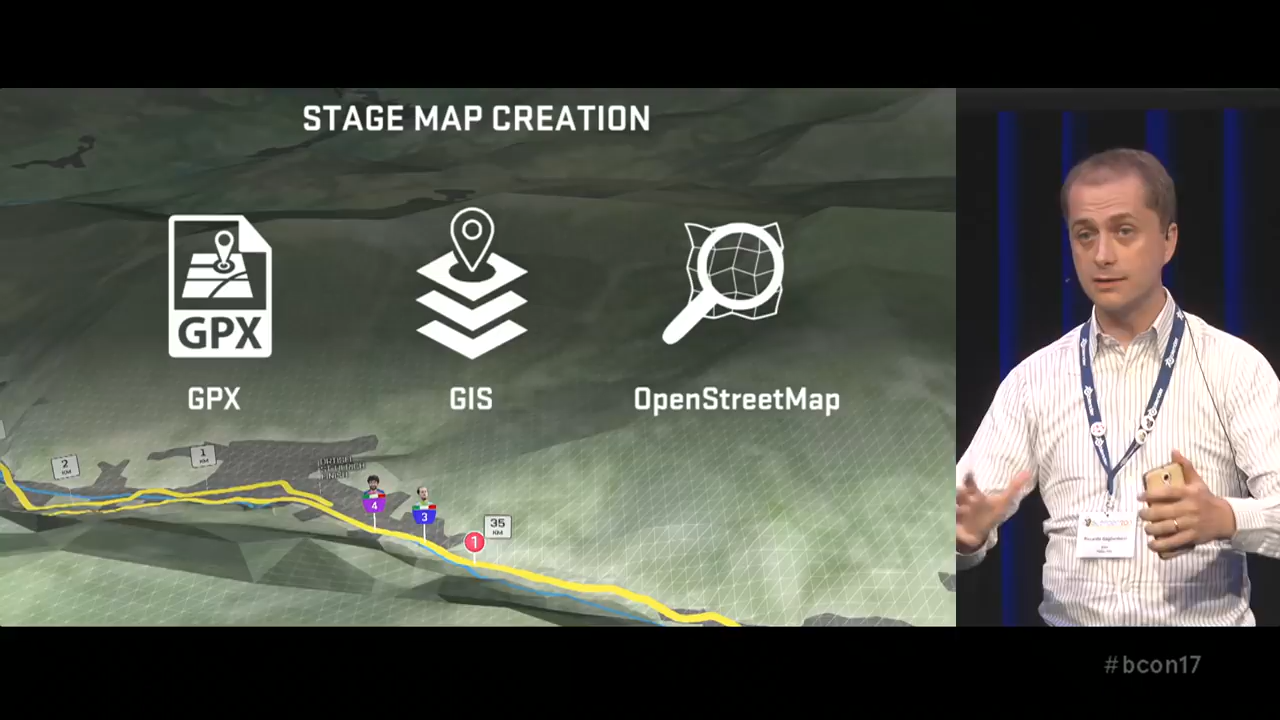 STAGE MAP CREATION
GPX
GPX
GIS
OpenStreetMap
2
KM
1
KM
4
3
1
35
KM
#bcon17